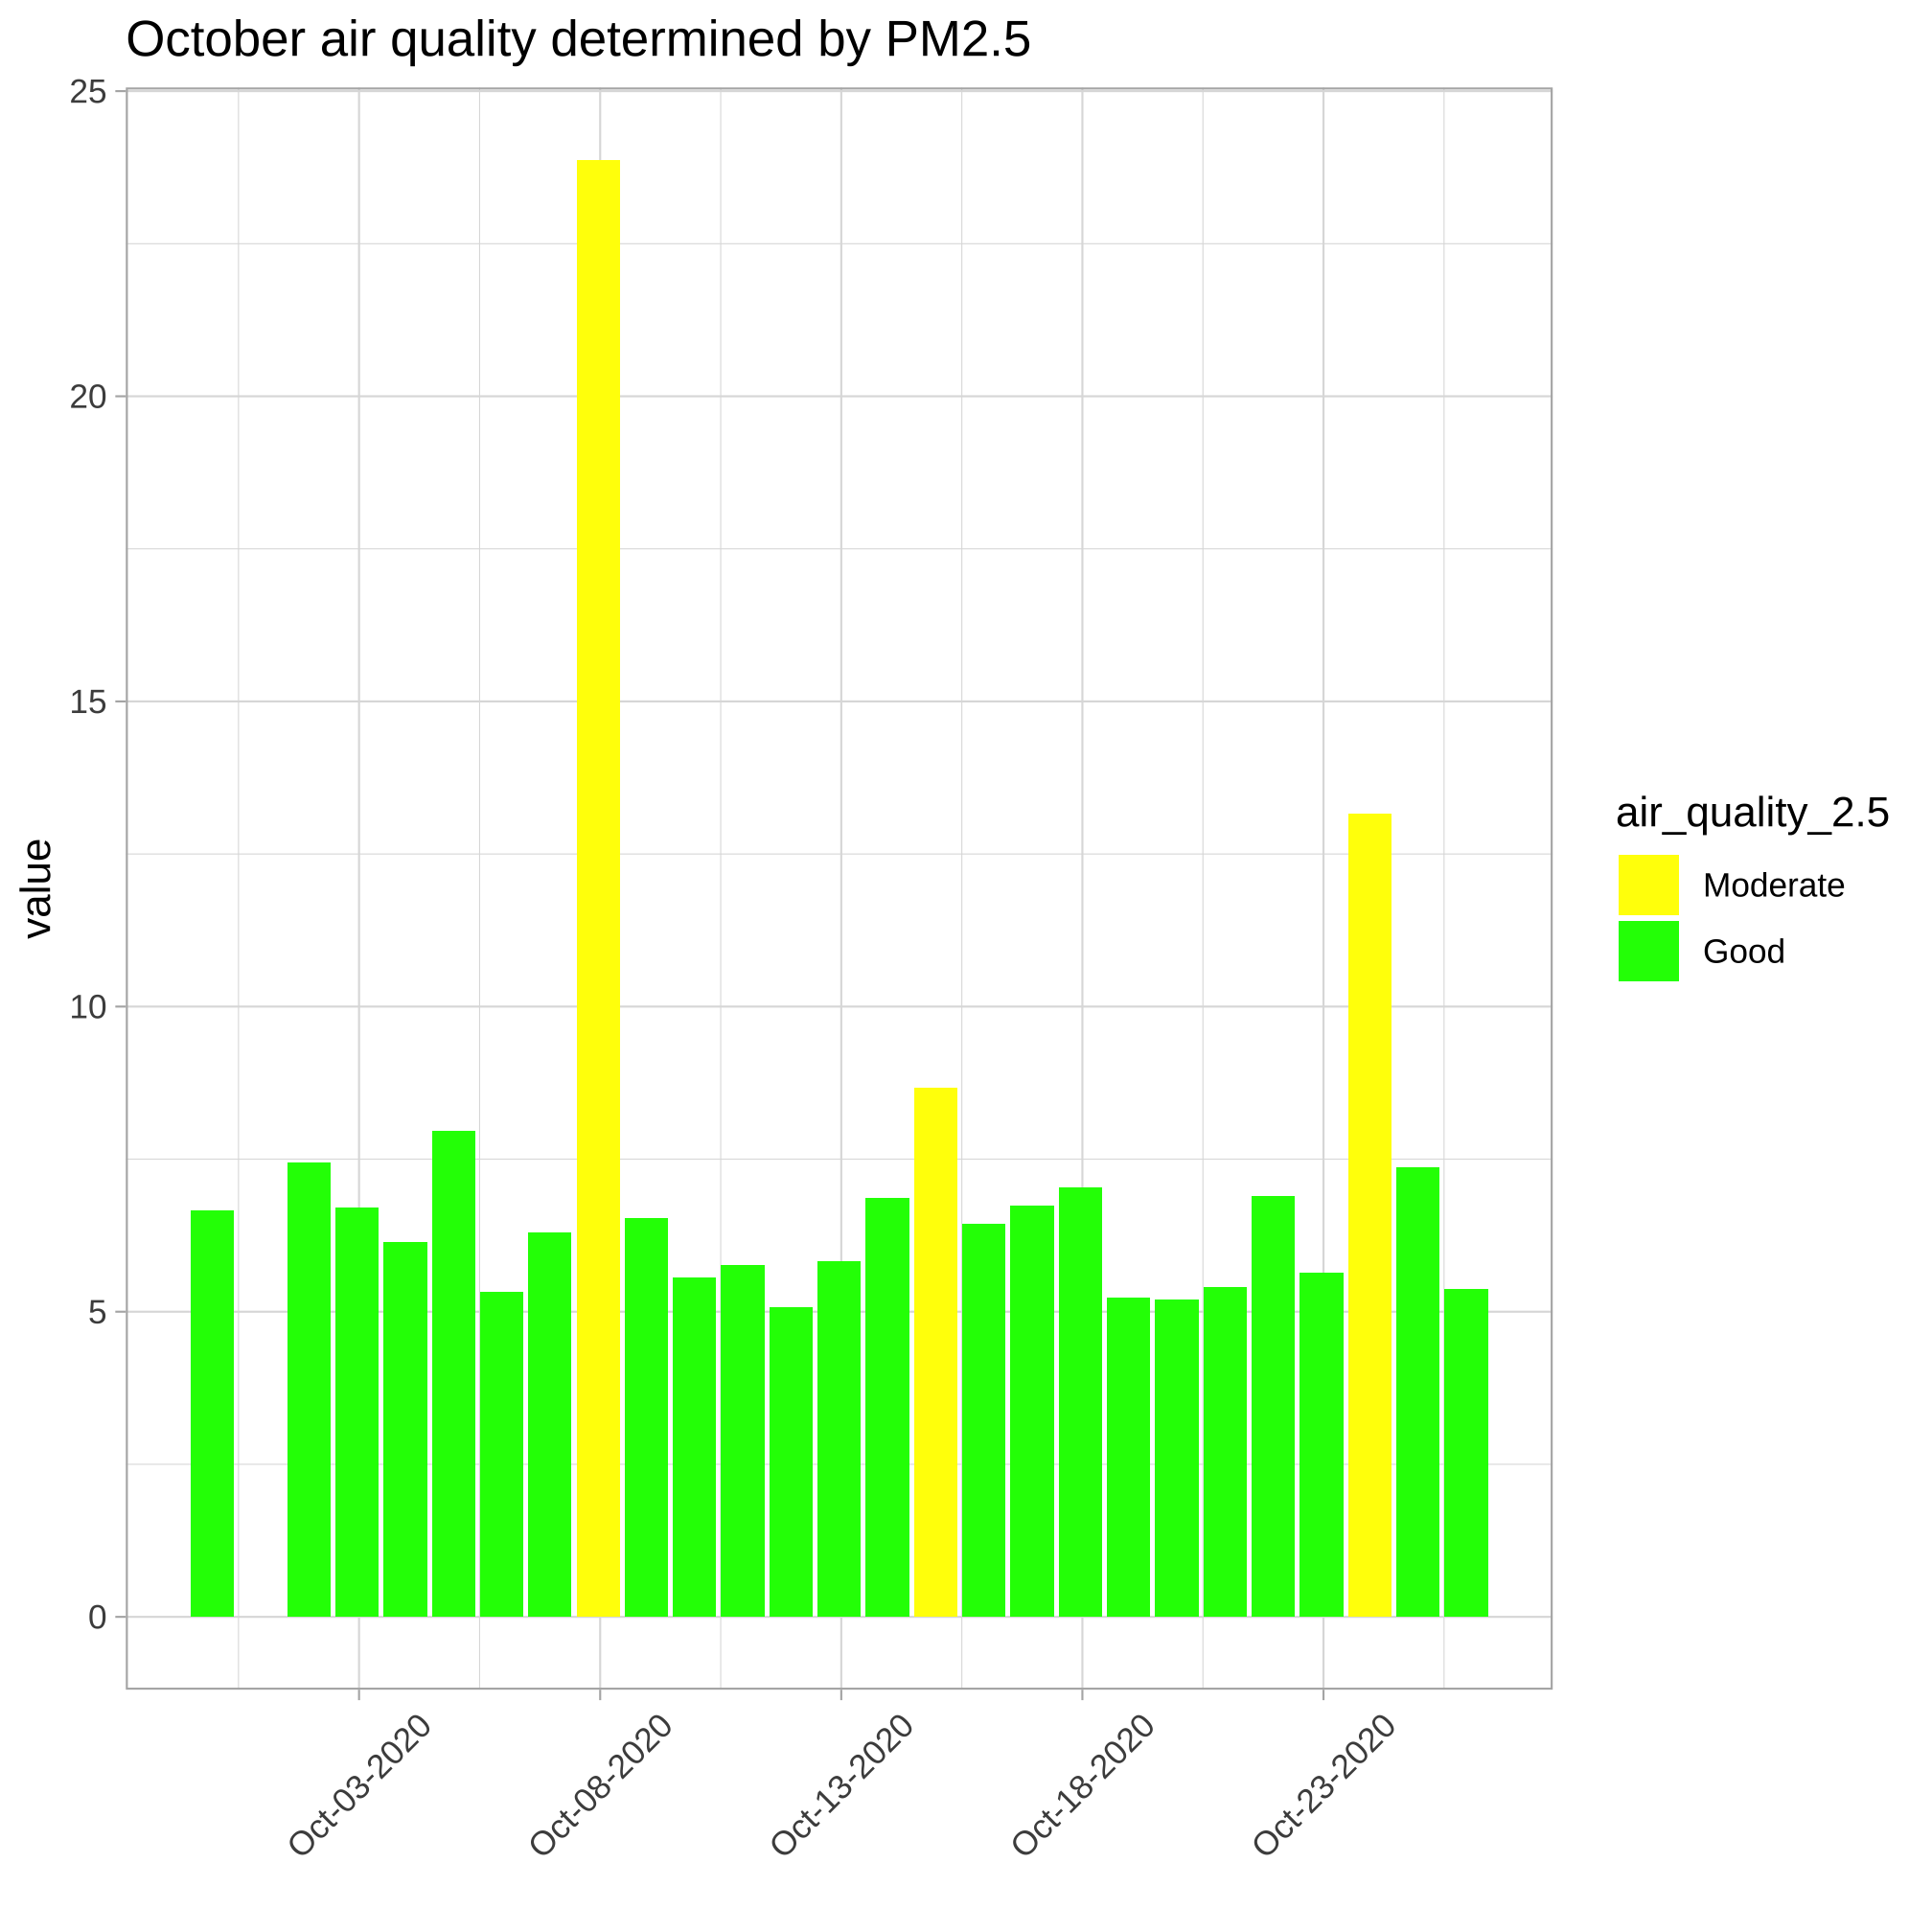 October air quality determined by PM2.5
25
20
15
10
5
0
value
Oct-03-2020
Oct-08-2020
Oct-13-2020
Oct-18-2020
Oct-23-2020
air_quality_2.5
Moderate
Good